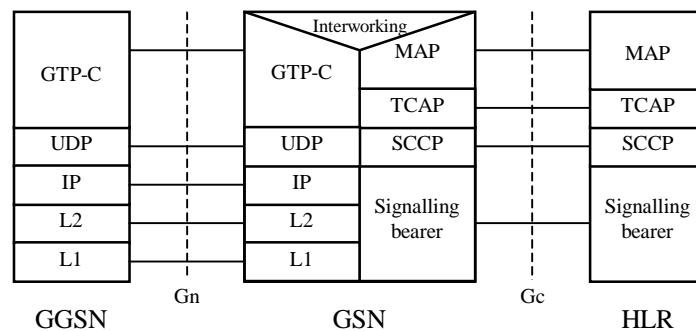 Interworking
GTP-C
GTP-C
MAP
MAP
TCAP
TCAP
UDP
UDP
SCCP
SCCP
IP
IP
L2
L2
Signalling
bearer
Signalling
bearer
L1
L1
Gn
Gc
GGSN
GSN
HLR